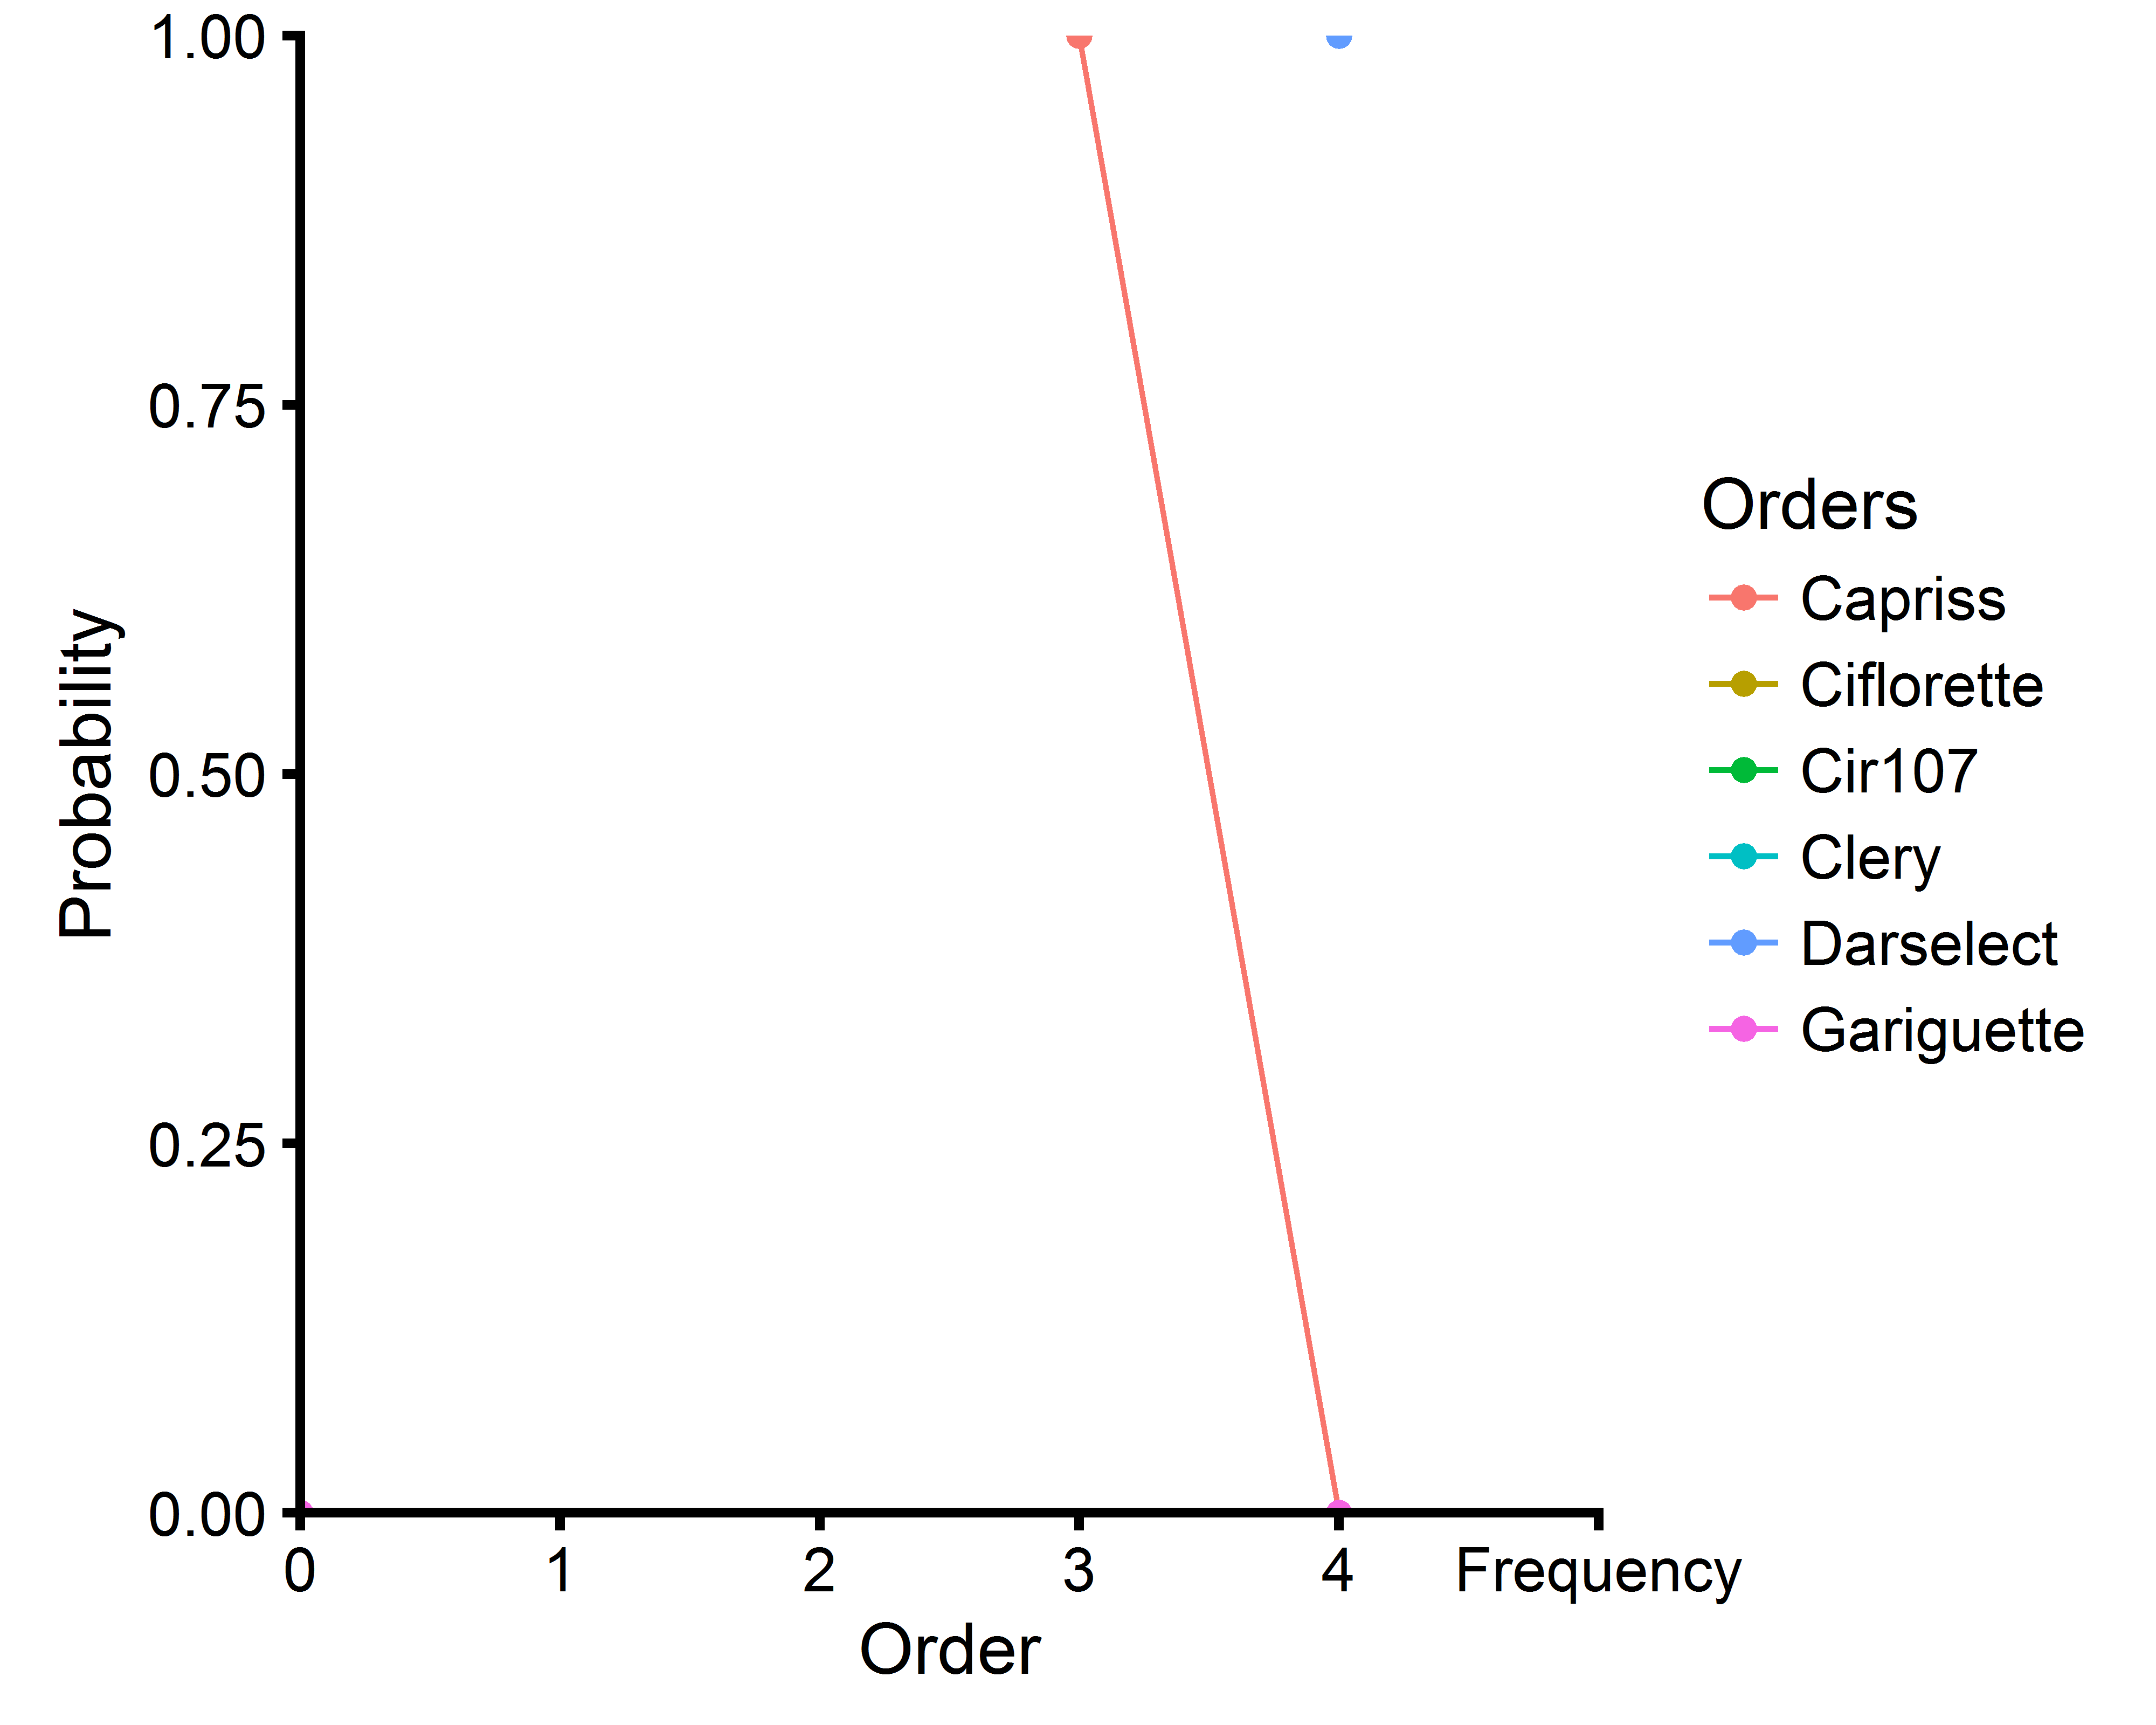 1.00
0.75
0.50
0.25
0.00
Probability
0 1 2 3 4 Frequency
Order
Orders
Capriss
Ciflorette
Cir107
Clery
Darselect
Gariguette